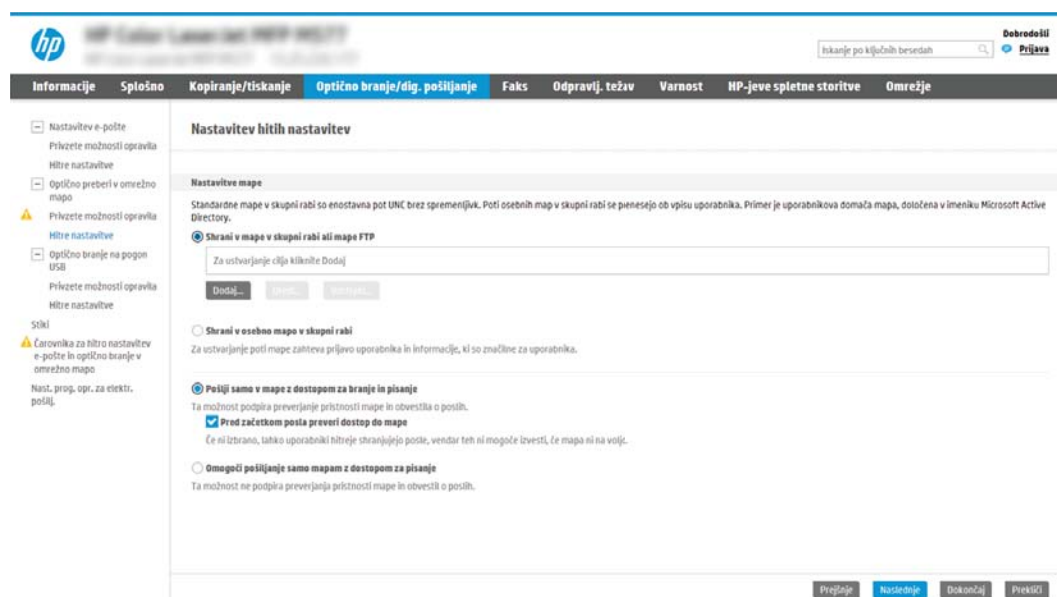 hp
Dobrodošli
Iskanje po ključnih besedah
Prijava
Informacije Splošno Kopiranje/tiskanje Optično branje/dig. pošiljanje Faks Odpravlj. težav Varnost HP-jeve spletne storitve Omrežje
Nastavitev e-pošte
Privzete možnosti opravila
Hitre nastavitve
Optično preberi v omrežno
mapo
Privzete možnosti opravila
Hitre nastavitve
Optično branje na pogon
USB
Privzete možnosti opravila
Hitre nastavitve
Stiki
Čarovnika za hitro nastavitev
e-pošte in optično branje v
omrežno mapo
Nast. prog. opr. za elektr.
pošilj.
Nastavitev hitih nastavitev
Nastavitve mape
Standardne mape v skupni rabi so enostavna pot UNC brez spremenljivk. Poti osebnih map v skupni rabi se prenesejo ob vpisu uporabnika. Primer je uporabnikova domača mapa, določena v imeniku Microsoft Active
Directory.
Shrani v mape v skupni rabi ali mape FTP
Za ustvarjanje cilja kliknite Dodaj
Dodaj...
Shrani v osebno mapo v skupni rabi
Za ustvarjanje poti mape zahteva prijavo uporabnika in informacije, ki so značilne za uporabnika.
Pošlji samo v mape z dostopom za branje in pisanje
Ta možnost podpira preverjanje pristnosti mape in obvestila o poslih.
Pred začetkom posla preveri dostop do mape
Če ni izbrano, lahko uporabniki hitreje shranjujejo posle, vendar teh ni mogoče izvesti, če mapa ni na voljo.
Omogoči pošiljanje samo mapam z dostopom za pisanje
Ta možnost ne podpira preverjanja pristnosti mape in obvestil o poslih.
Prejšnje Naslednje Dokončaj Prekliči